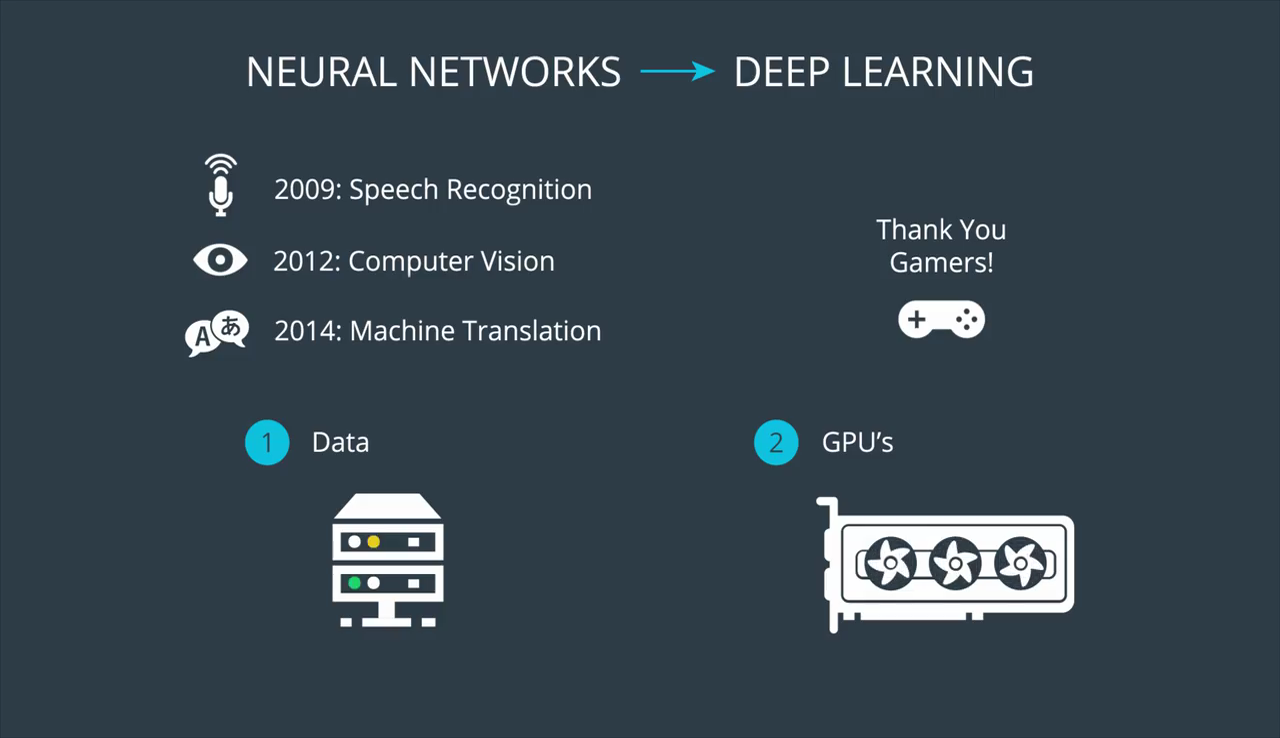 NEURAL NETWORKS → DEEP LEARNING
2009: Speech Recognition
2012: Computer Vision
A あ
2014: Machine Translation
Thank You
Gamers!
1 Data
2 GPU’s